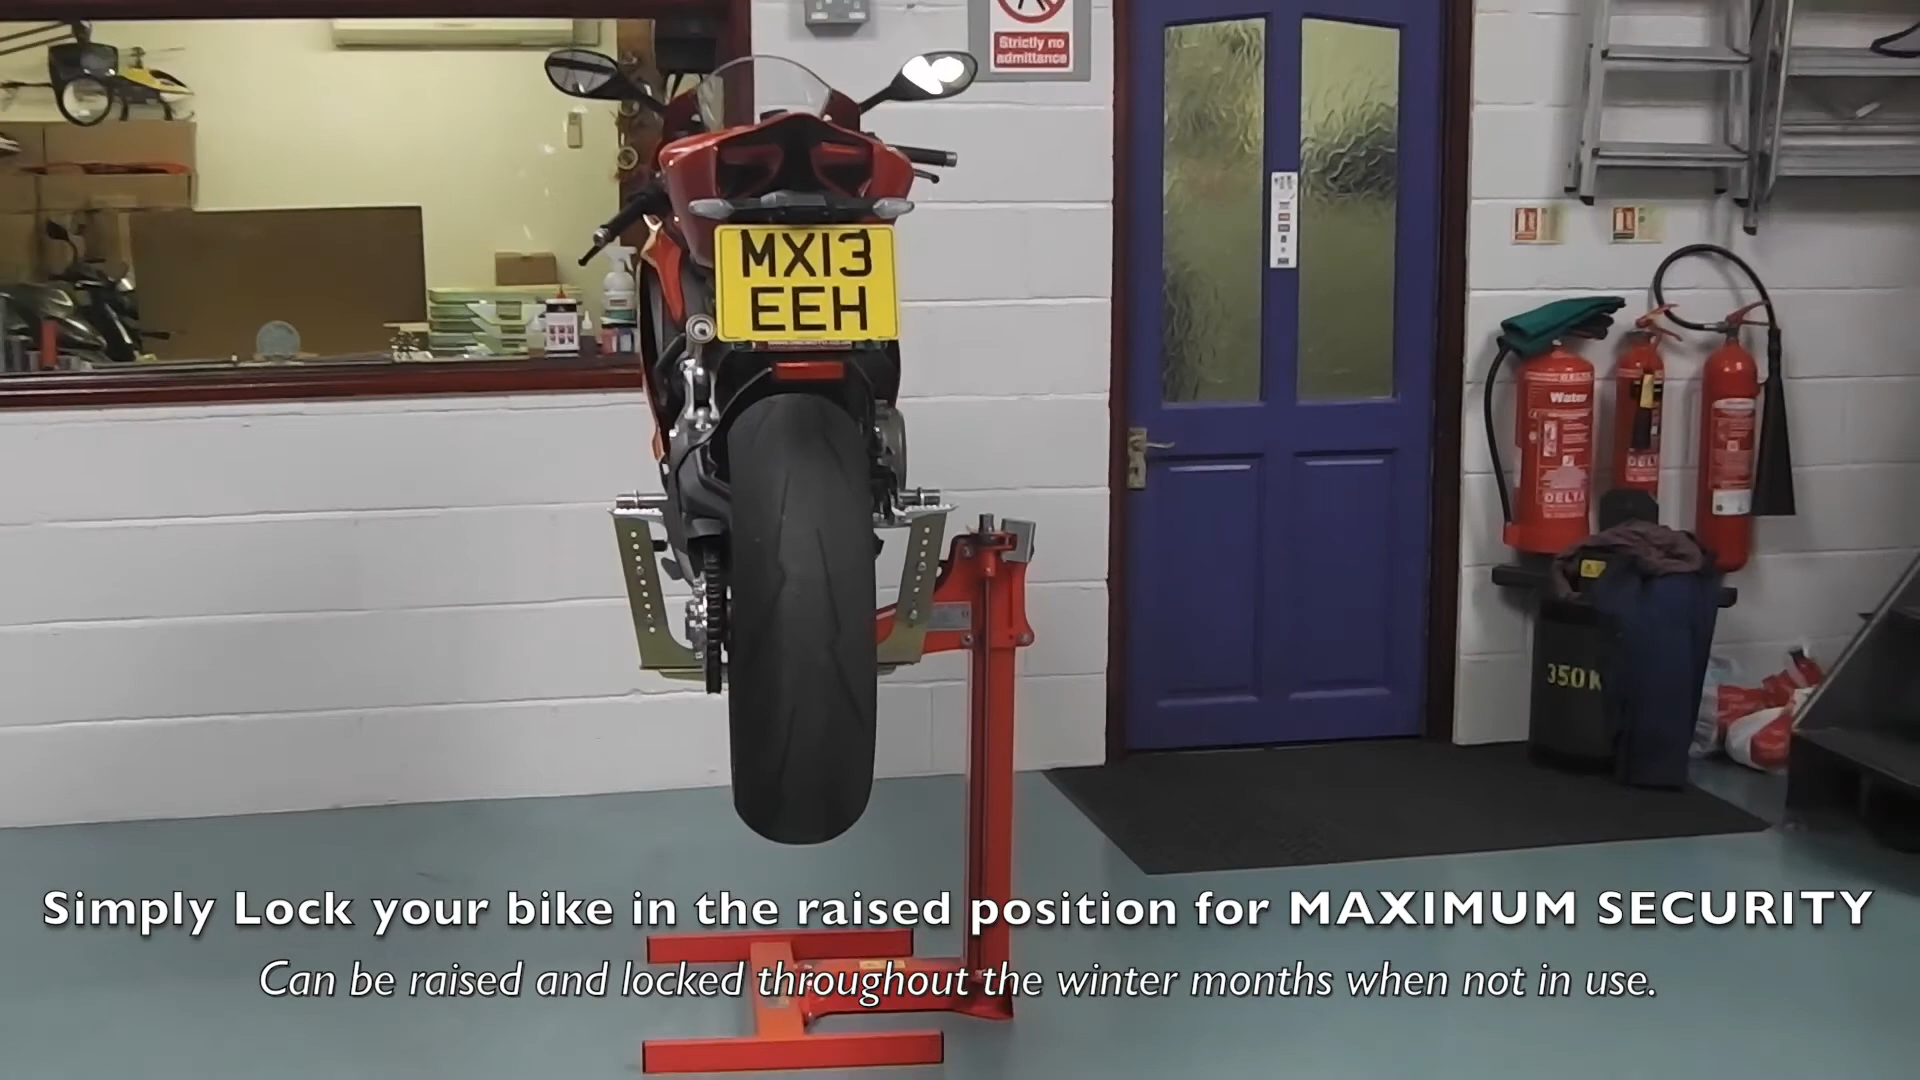 Strictly no
admittance
MX13
EEH
Water
DELTA
DELTA
350 K
Simply Lock your bike in the raised position for MAXIMUM SECURITY
Can be raised and locked throughout the winter months when not in use.